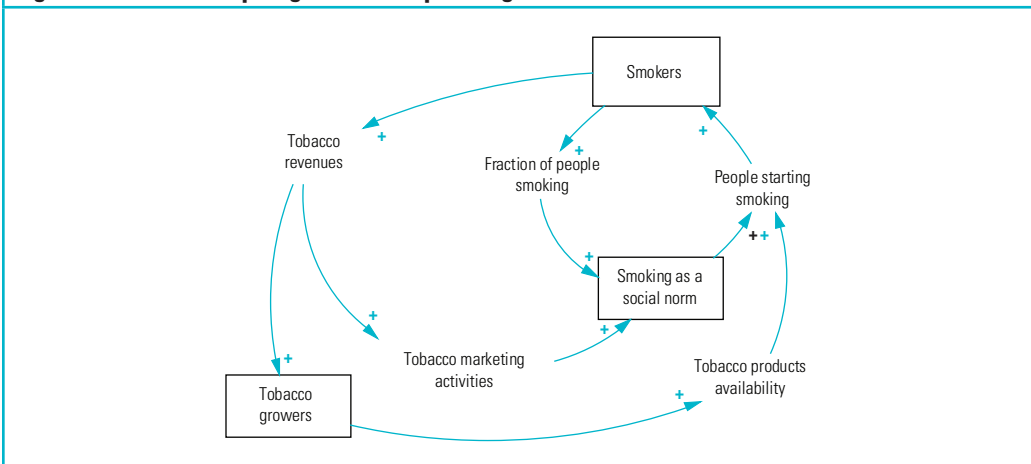 Smokers
Tobacco
revenues
Fraction of people
smoking
People starting
smoking
Smoking as a
social norm
Tobacco marketing
activities
Tobacco products
availability
Tobacco
growers
+
+
+
+
+
+
+
+
+
+